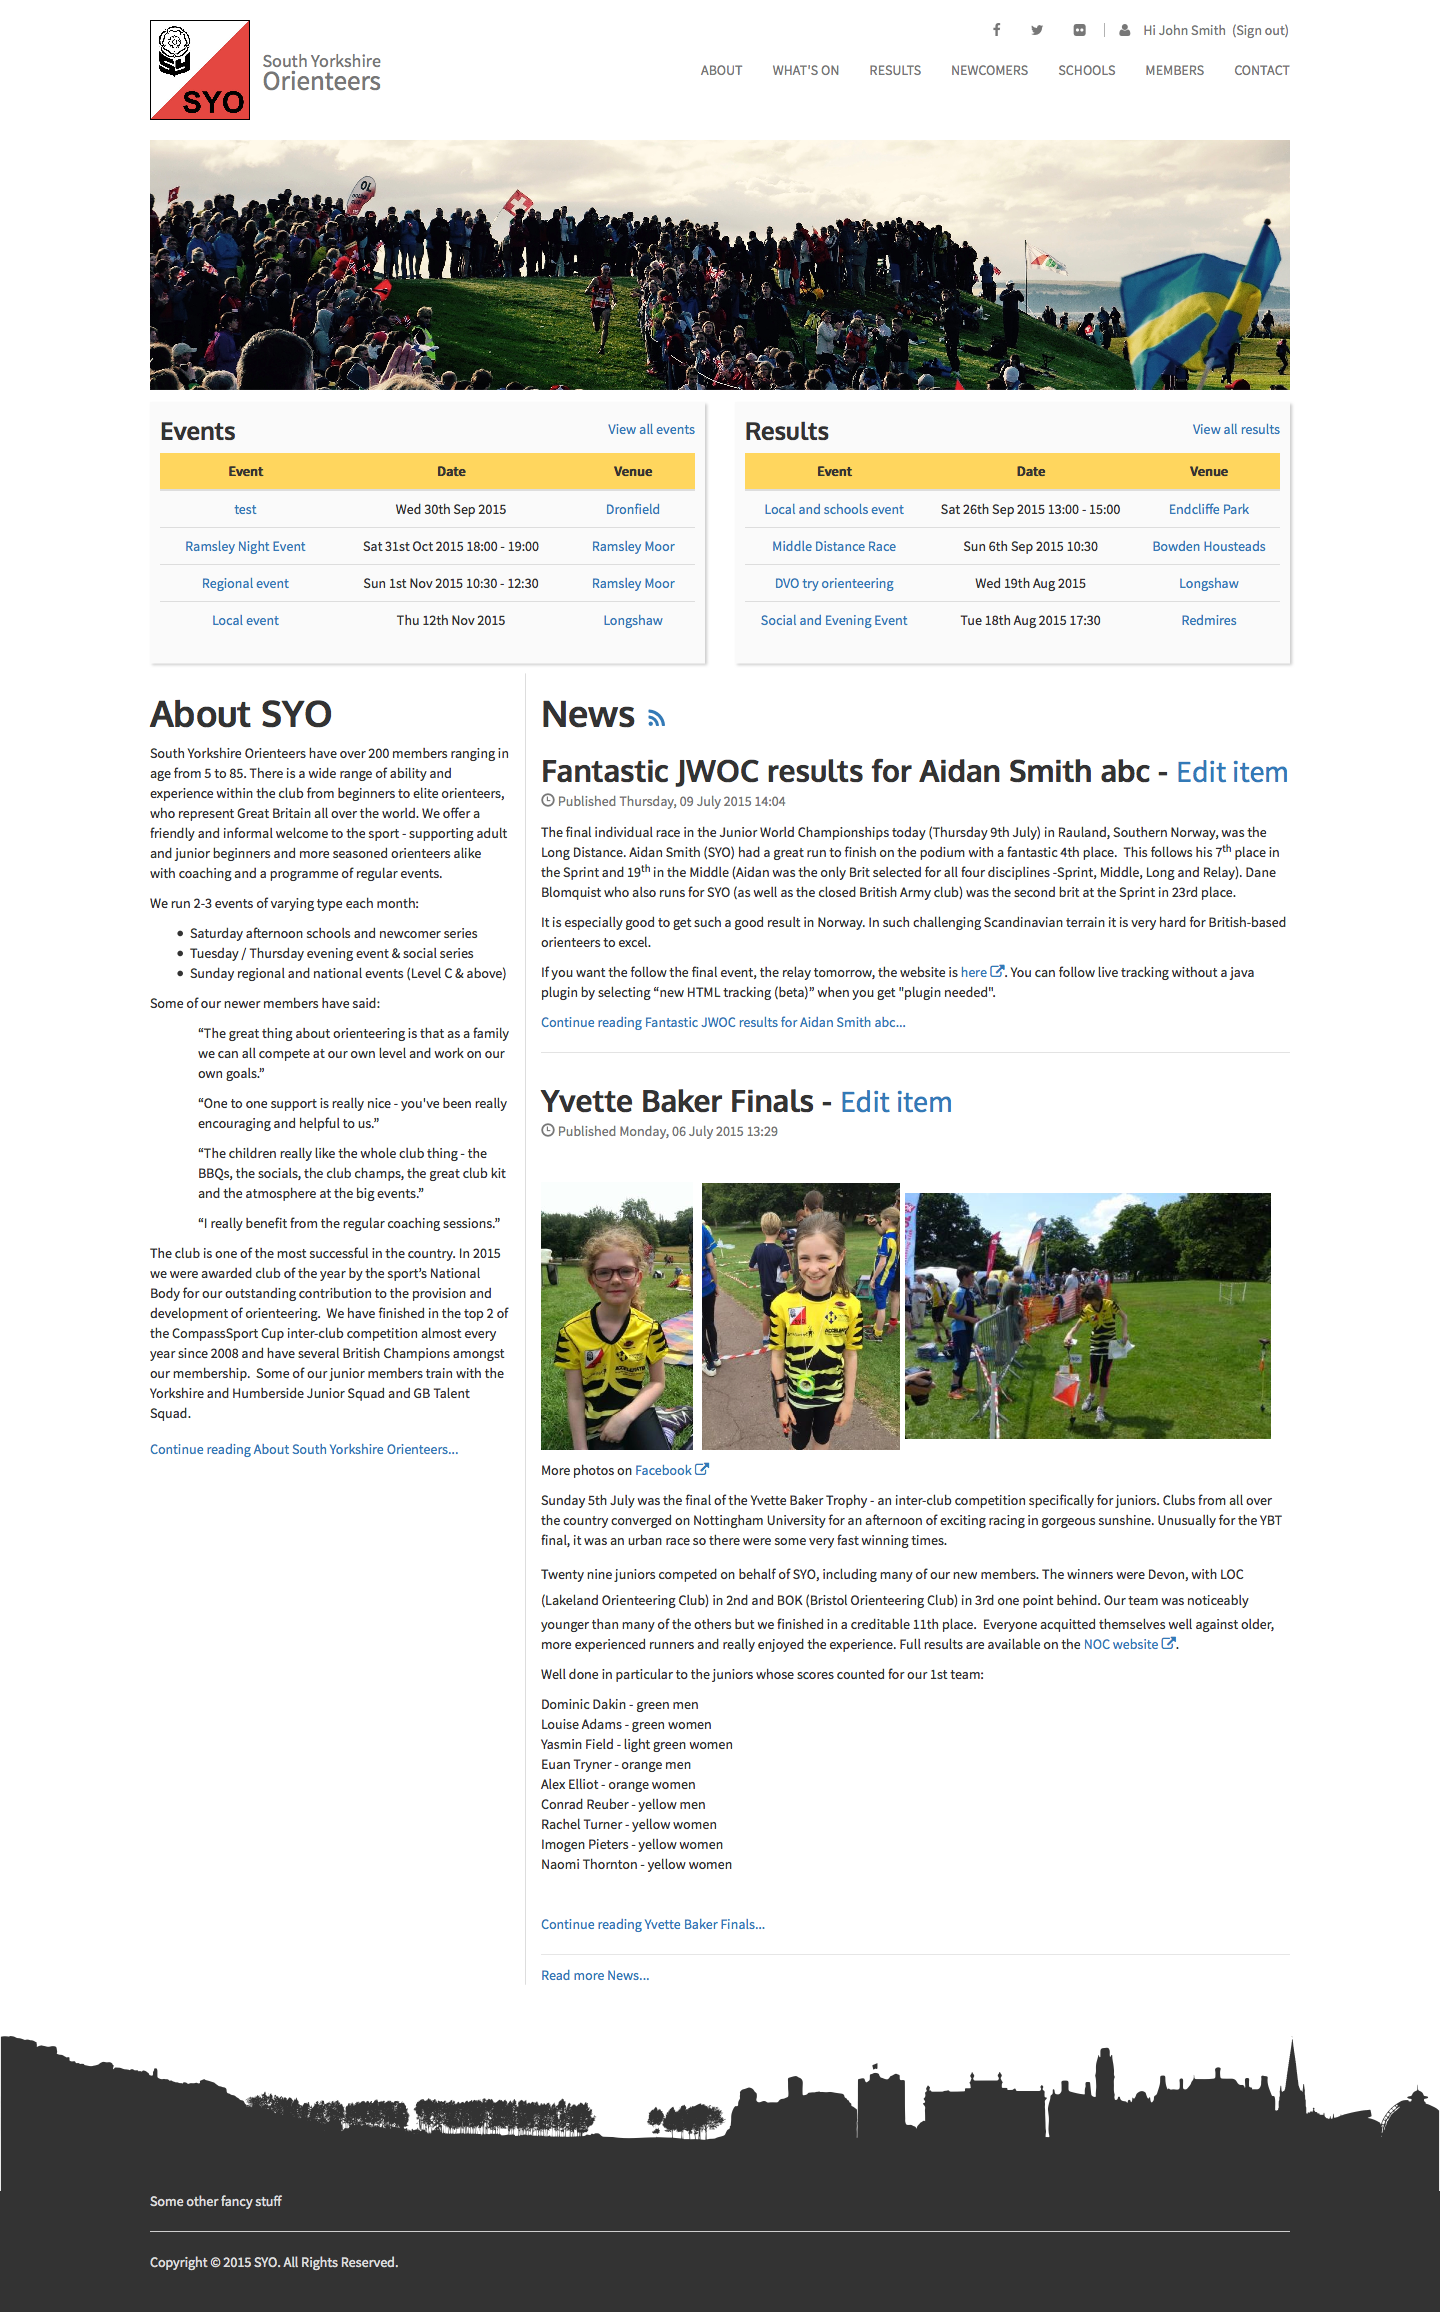 Hi John Smith (Sign out)
SYO
South Yorkshire
Orienteers
ABOUT WHAT'S ON RESULTS NEWCOMERS SCHOOLS MEMBERS CONTACT
OL
Events View all events
Event Date Venue
test Wed 30th Sep 2015 Dronfield
Ramsley Night Event Sat 31st Oct 2015 18:00 - 19:00 Ramsley Moor
Regional event Sun 1st Nov 2015 10:30 - 12:30 Ramsley Moor
Local event Thu 12th Nov 2015 Longshaw
Results View all results
Event Date Venue
Local and schools event Sat 26th Sep 2015 13:00 - 15:00 Endcliffe Park
Middle Distance Race Sun 6th Sep 2015 10:30 Bowden Housteads
DVO try orienteering Wed 19th Aug 2015 Longshaw
Social and Evening Event Tue 18th Aug 2015 17:30 Redmires
About SYO
South Yorkshire Orienteers have over 200 members ranging in
age from 5 to 85. There is a wide range of ability and
experience within the club from beginners to elite orienteers,
who represent Great Britain all over the world. We offer a
friendly and informal welcome to the sport - supporting adult
and junior beginners and more seasoned orienteers alike
with coaching and a programme of regular events.
We run 2-3 events of varying type each month:
• Saturday afternoon schools and newcomer series
• Tuesday / Thursday evening event & social series
• Sunday regional and national events (Level C & above)
Some of our newer members have said:
“The great thing about orienteering is that as a family
we can all compete at our own level and work on our
own goals.”
“One to one support is really nice - you've been really
encouraging and helpful to us.”
“The children really like the whole club thing - the
BBQs, the socials, the club champs, the great club kit
and the atmosphere at the big events.”
“I really benefit from the regular coaching sessions.”
The club is one of the most successful in the country. In 2015
we were awarded club of the year by the sport’s National
Body for our outstanding contribution to the provision and
development of orienteering. We have finished in the top 2 of
the CompassSport Cup inter-club competition almost every
year since 2008 and have several British Champions amongst
our membership. Some of our junior members train with the
Yorkshire and Humberside Junior Squad and GB Talent
Squad.
Continue reading About South Yorkshire Orienteers...
News
Fantastic JWOC results for Aidan Smith abc - Edit item
Published Thursday, 09 July 2015 14:04
The final individual race in the Junior World Championships today (Thursday 9th July) in Rauland, Southern Norway, was the
Long Distance. Aidan Smith (SYO) had a great run to finish on the podium with a fantastic 4th place. This follows his 7th place in
the Sprint and 19th in the Middle (Aidan was the only Brit selected for all four disciplines -Sprint, Middle, Long and Relay). Dane
Blomquist who also runs for SYO (as well as the closed British Army club) was the second brit at the Sprint in 23rd place.
It is especially good to get such a good result in Norway. In such challenging Scandinavian terrain it is very hard for British-based
orienteers to excel.
If you want the follow the final event, the relay tomorrow, the website is here. You can follow live tracking without a java
plugin by selecting “new HTML tracking (beta)” when you get "plugin needed".
Continue reading Fantastic JWOC results for Aidan Smith abc...
Yvette Baker Finals - Edit item
Published Monday, 06 July 2015 13:29
More photos on Facebook
Sunday 5th July was the final of the Yvette Baker Trophy - an inter-club competition specifically for juniors. Clubs from all over
the country converged on Nottingham University for an afternoon of exciting racing in gorgeous sunshine. Unusually for the YBT
final, it was an urban race so there were some very fast winning times.
Twenty nine juniors competed on behalf of SYO, including many of our new members. The winners were Devon, with LOC
(Lakeland Orienteering Club) in 2nd and BOK (Bristol Orienteering Club) in 3rd one point behind. Our team was noticeably
younger than many of the others but we finished in a creditable 11th place. Everyone acquitted themselves well against older,
more experienced runners and really enjoyed the experience. Full results are available on the NOC website.
Well done in particular to the juniors whose scores counted for our 1st team:
Dominic Dakin - green men
Louise Adams - green women
Yasmin Field - light green women
Euan Tryner - orange men
Alex Elliot - orange women
Conrad Reuber - yellow men
Rachel Turner - yellow women
Imogen Pieters - yellow women
Naomi Thornton - yellow women
Continue reading Yvette Baker Finals...
Read more News...
Some other fancy stuff
Copyright © 2015 SYO. All Rights Reserved.